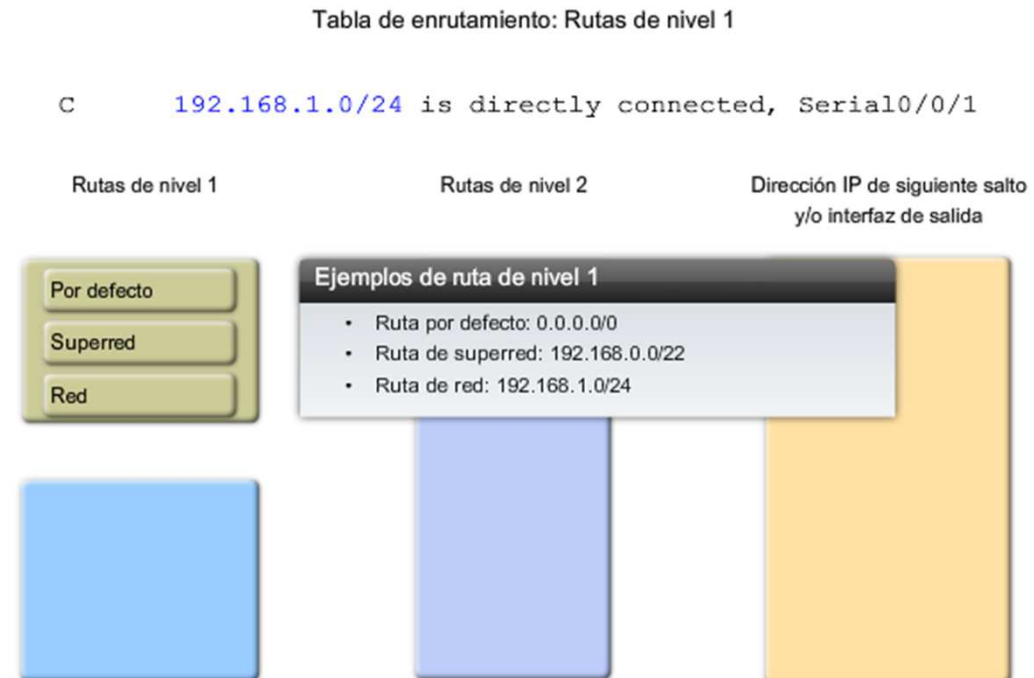 Tabla de enrutamiento: Rutas de nivel 1
C 192.168.1.0/24 is directly connected, Serial0/0/1
Rutas de nivel 1
Rutas de nivel 2
Dirección IP de siguiente salto
y/o interfaz de salida
Por defecto
Superred
Red
Ejemplos de ruta de nivel 1
• Ruta por defecto: 0.0.0.0/0
• Ruta de superred: 192.168.0.0/22
• Ruta de red: 192.168.1.0/24